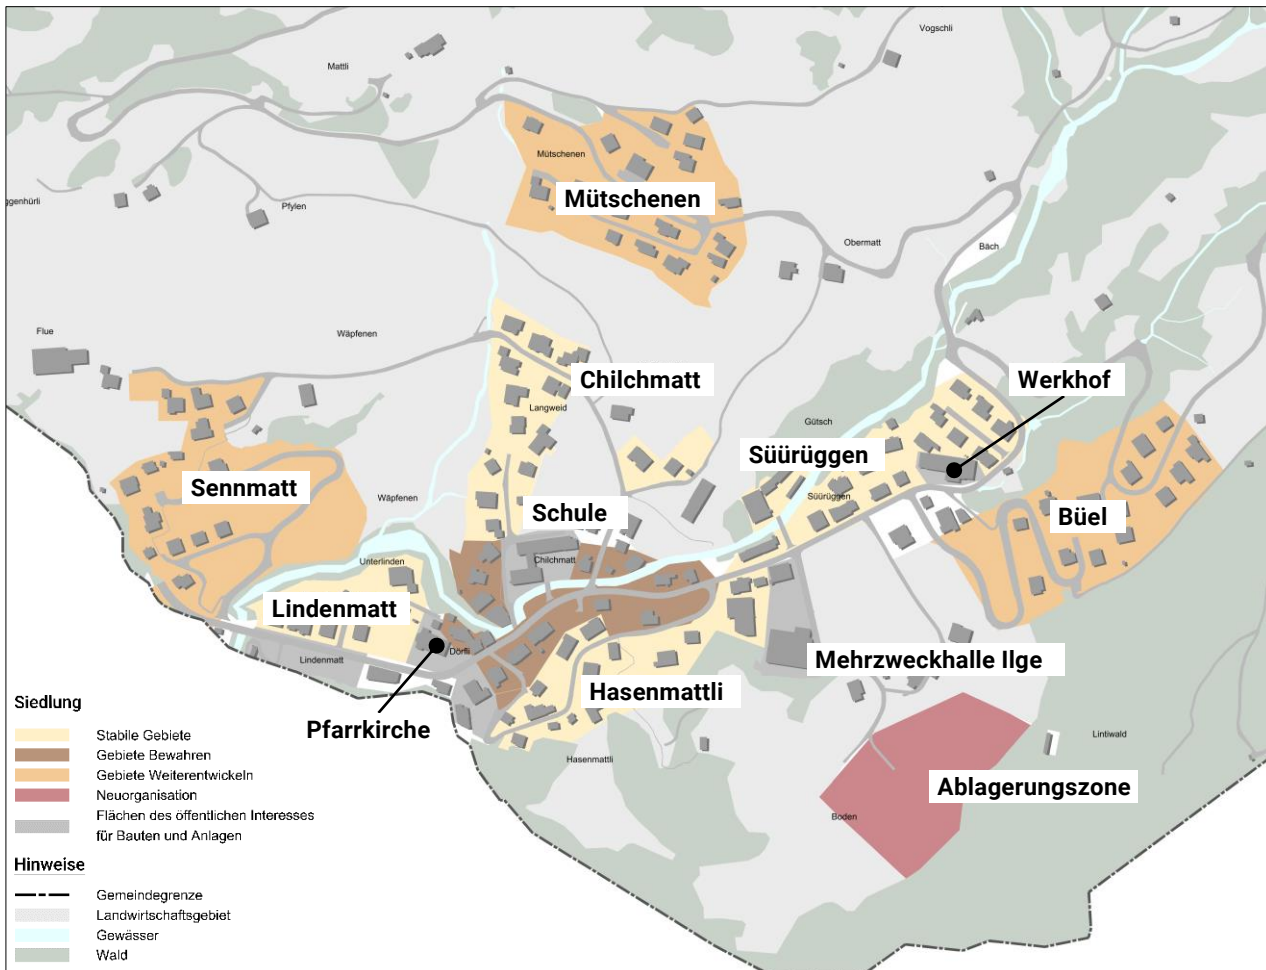 Vogschli
Mattli
Mütschenen
ggenhürli
Pfylen
Mütschenen
Obermatt
Bäch
Flue
Wäpfenen
Chilchmatt
Werkhof
Langweid
Gütsch
Süürüggen
Sennmatt
Wäpfenen
Süürüggen
Schule
Büel
Chilchmatt
Unterlinden
Lindenmatt
Dörfli
Lindenmatt
Mehrzweckhalle Ilge
Hasenmattli
Pfarrkirche
Lintiwald
Hasenmattli
Ablagerungszone
Boden
Siedlung
Stabile Gebiete
Gebiete Bewahren
Gebiete Weiterentwickeln
Neuorganisation
Flächen des öffentlichen Interesses
für Bauten und Anlagen
Hinweise
Gemeindegrenze
Landwirtschaftsgebiet
Gewässer
Wald